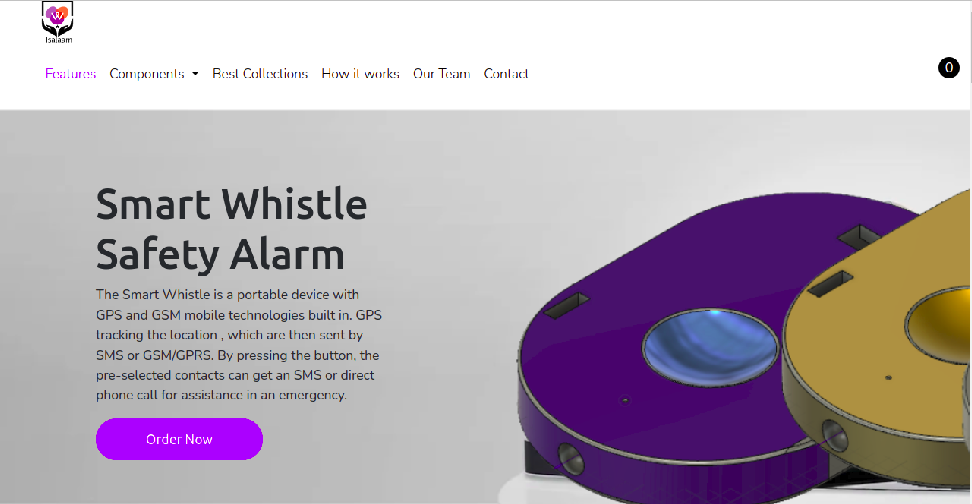 W
Isalaam
Features Components Best Collections How it works Our Team Contact
0
Smart Whistle
Safety Alarm
The Smart Whistle is a portable device with
GPS and GSM mobile technologies built in. GPS
tracking the location , which are then sent by
SMS or GSM/GPRS. By pressing the button, the
pre-selected contacts can get an SMS or direct
phone call for assistance in an emergency.
Order Now